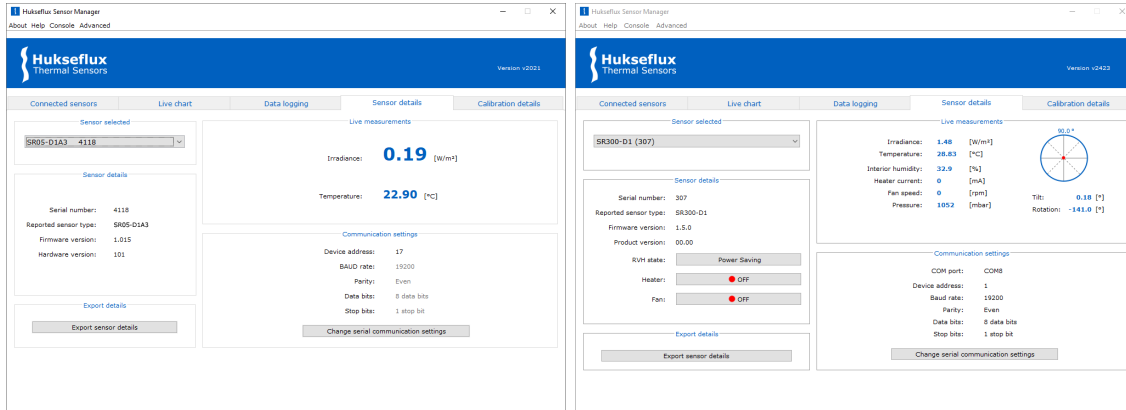 Hukseflux Sensor Manager
About Help Console Advanced
Hukseflux
Thermal Sensors
Version v2021
Connected sensors Live chart Data logging Sensor details Calibration details
Sensor selected
SR05-D1A3 4118
Sensor details
Serial number: 4118
Reported sensor type: SR05-D1A3
Firmware version: 1.015
Hardware version: 101
Export details
Export sensor details
Live measurements
Irradiance: 0.19 [W/m²]
Temperature: 22.90 [°C]
Communication settings
Device address: 17
BAUD rate: 19200
Parity: Even
Data bits: 8 data bits
Stop bits: 1 stop bit
Change serial communication settings
Hukseflux Sensor Manager
About Help Console Advanced
Hukseflux
Thermal Sensors
Version v2423
Connected sensors Live chart Data logging Sensor details Calibration details
Sensor selected
SR300-D1 (307)
Sensor details
Serial number: 307
Reported sensor type: SR300-D1
Firmware version: 1.5.0
Product version: 00.00
RVH state: Power Saving
Heater: OFF
Fan: OFF
Export details
Export sensor details
Live measurements
Irradiance: 1.48 [W/m²]
Temperature: 28.83 [°C]
Interior humidity: 32.9 [%]
Heater current: 0 [mA]
Fan speed: 0 [rpm]
Pressure: 1052 [mbar]
90.0 °
Tilt: 0.18 [°]
Rotation: -141.0 [°]
Communication settings
COM port: COM8
Device address: 1
Baud rate: 19200
Parity: Even
Data bits: 8 data bits
Stop bits: 1 stop bit
Change serial communication settings